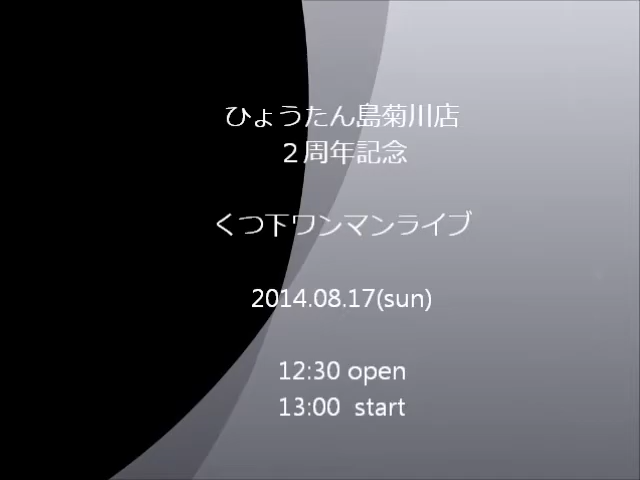 ひょうたん島菊川店
２周年記念
くつ下ワンマンライブ
2014.08.17(sun)
12:30 open
13:00  start